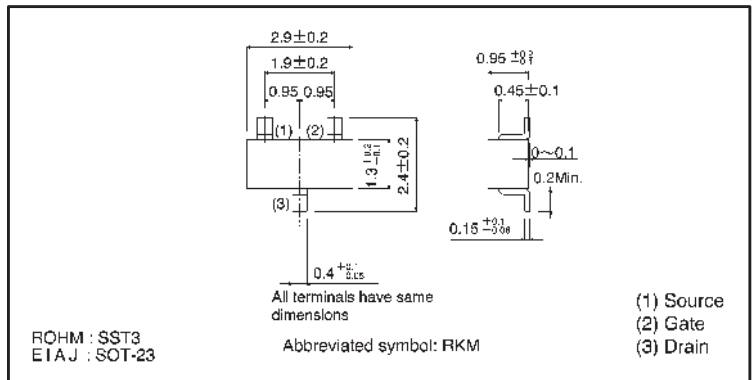 2.9±0.2
1.9±0.2
0.95 0.95
(1) (2)
(3)
1.3
2.4±0.2
0.4
All terminals have same
dimensions
0.95
0.45±0.1
0~0.1
0.2Min.
0.15
(1) Source
(2) Gate
(3) Drain
ROHM : SST3
EIAJ : SOT-23
Abbreviated symbol: RKM